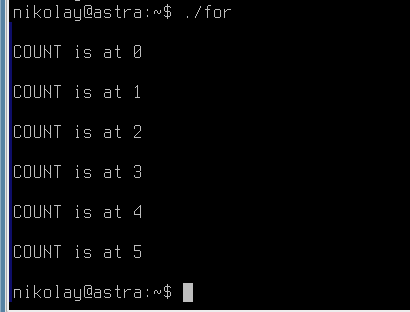 nikolay@astra:~$ ./for
COUNT is at 0
COUNT is at 1
COUNT is at 2
COUNT is at 3
COUNT is at 4
COUNT is at 5
nikolay@astra:~$